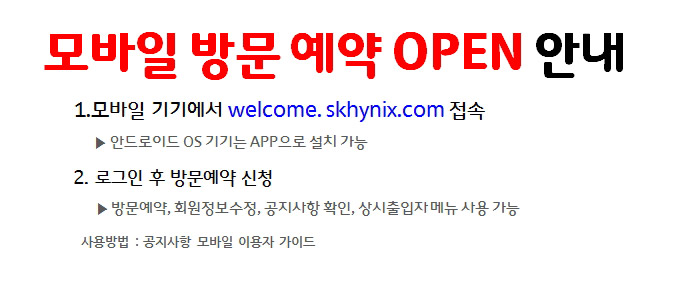 모바일 방문 예약 OPEN 안내
1.모바일 기기에서 welcome. skhynix.com 접속
▶ 안드로이드 OS 기기는 APP으로 설치 가능
2. 로그인 후 방문예약 신청
▶ 방문예약, 회원정보수정, 공지사항 확인, 상시출입자 메뉴 사용 가능
사용방법 : 공지사항 모바일 이용자 가이드